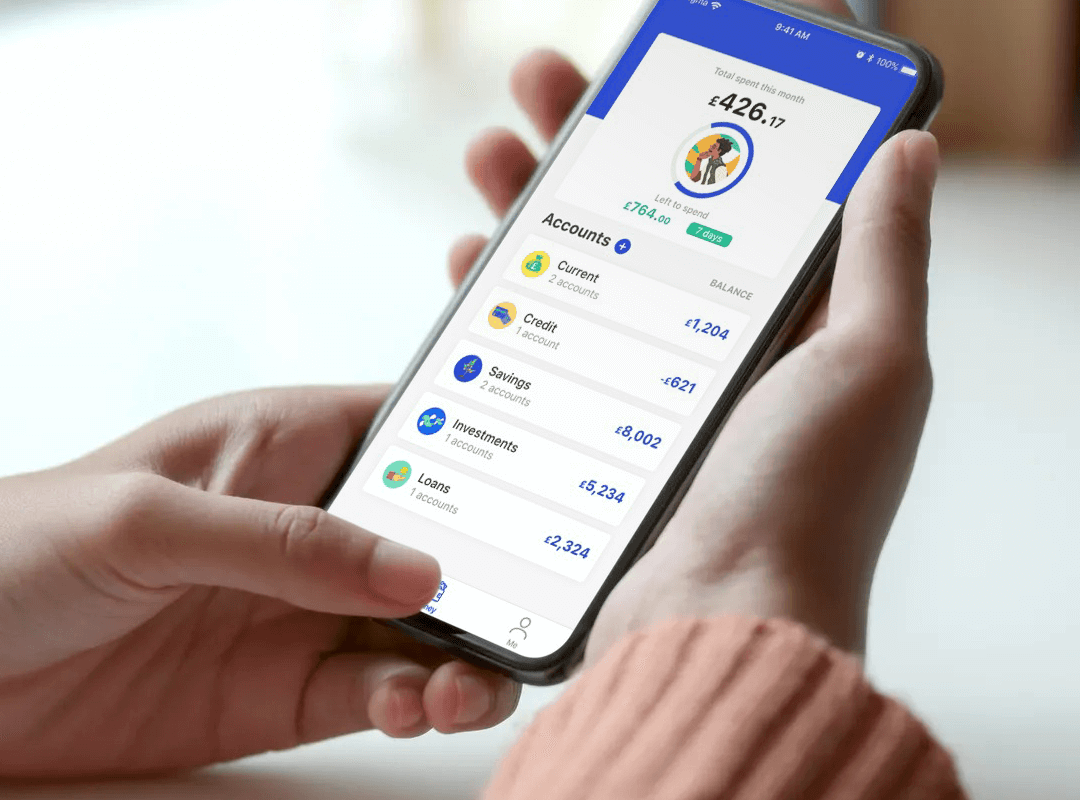 9:41 AM
100%
Total spent this month
£426.17
Left to spend
£764.00
7 days
Accounts +
BALANCE
Current
2 accounts
£1,204
Credit
1 account
-£621
Savings
2 accounts
£8,002
Investments
1 accounts
£5,234
Loans
1 accounts
£2,324
Me